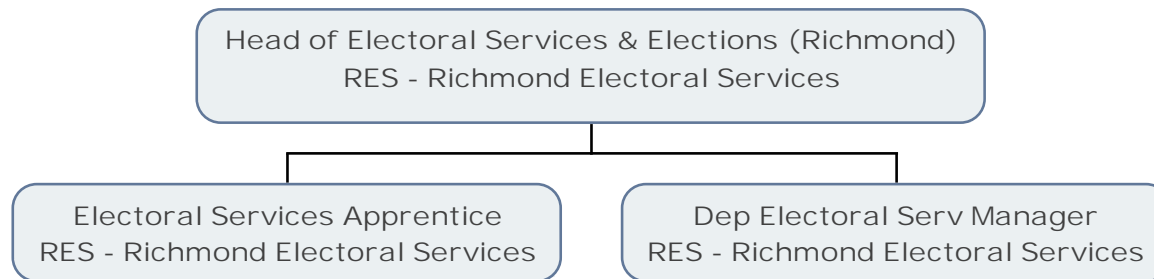 Head of Electoral Services & Elections (Richmond)
RES - Richmond Electoral Services
Electoral Services Apprentice
RES - Richmond Electoral Services
Dep Electoral Serv Manager
RES - Richmond Electoral Services